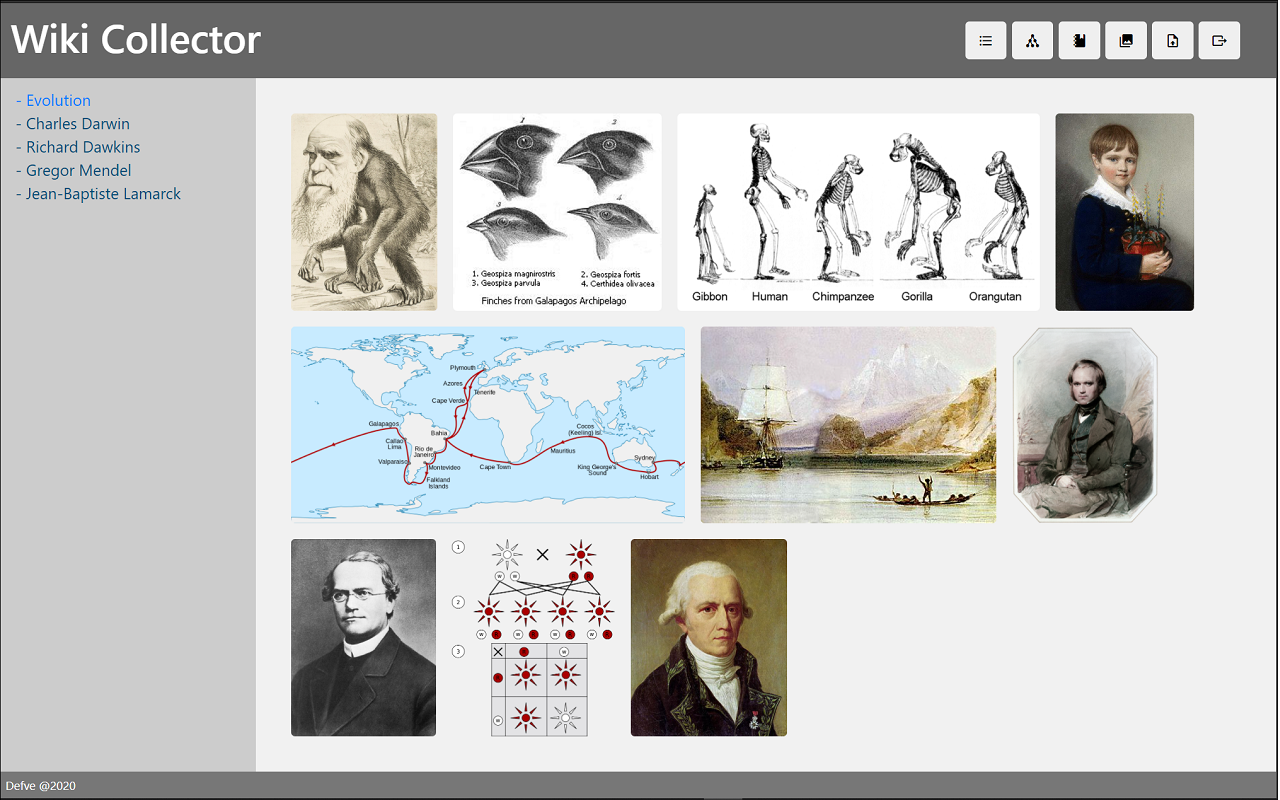 Wiki Collector
- Evolution
- Charles Darwin
- Richard Dawkins
- Gregor Mendel
- Jean-Baptiste Lamarck
1 2
3 4
1. Geospiza magnirostris 2. Geospiza fortis
3. Geospiza parvula 4. Certhidea olivacea
Finches from Galapagos Archipelago
Gibbon Human Chimpanzee Gorilla Orangutan
Plymouth
Azores
Tenerife
Cape Verde
Galapagos
Bahia
Callao
Lima
Rio de
Janeiro
Valparaiso
Montevideo
Falkland
Islands
Cape Town
Mauritius
Cocos
(Keeling) Isl.
King George's
Sound
Sydney
Hobart
1
w w
2
w w w w
3
w
w
Defve @2020